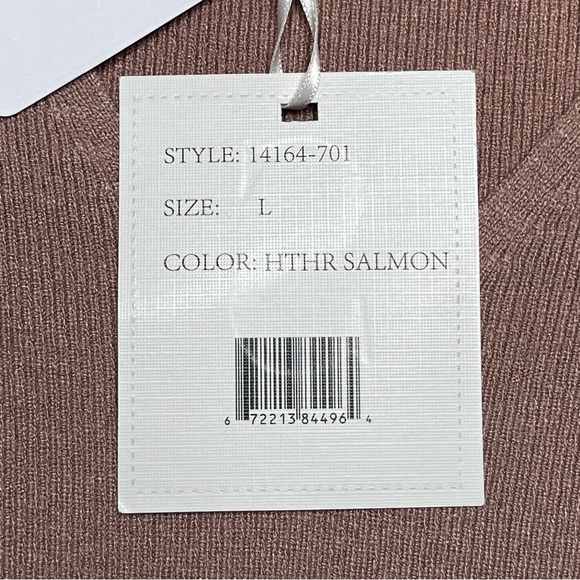 STYLE: 14164-701
SIZE: L
COLOR: HTHR SALMON
6 72213 84496 4